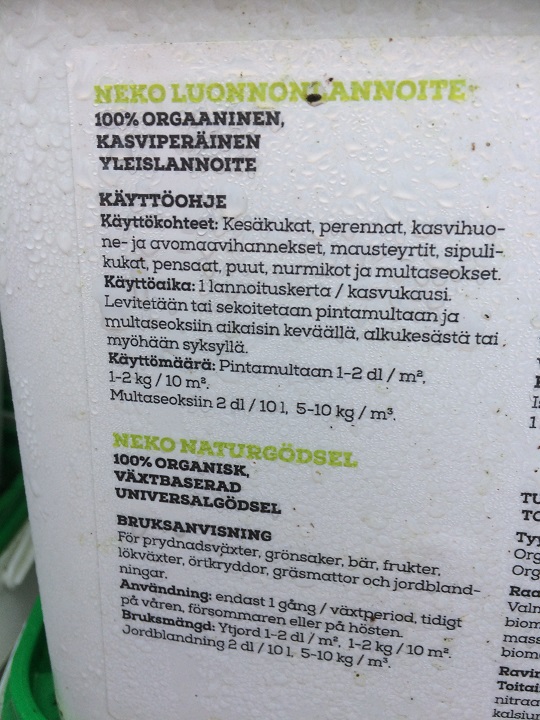 NEKO LUONNONLANNOITE
100% ORGAANINEN,
KASVIPERÄINEN
YLEISLANNOITE
KÄYTTÖOHJE
Käyttökohteet: Kesäkukat, perennat, kasvihuo-
ne- ja avomaavihannekset, mausteyrtit, sipuli-
kukat, pensaat, puut, nurmikot ja multaseokset.
Käyttöaika: 1 lannoituskerta / kasvukausi.
Levitetään tai sekoitetaan pintamultaan ja
multaseoksiin aikaisin keväällä, alkukesästä tai
myöhään syksyllä.
Käyttömäärä: Pintamultaan 1-2 dl / m²,
1-2 kg / 10 m².
Multaseoksiin 2 dl / 10 l, 5-10 kg / m³.
NEKO NATURGÖDSEL
100% ORGANISK,
VÄXTBASERAD
UNIVERSALGÖDSEL
BRUKSANVISNING
För prydnadsväxter, grönsaker, bär, frukter,
lökväxter, örtkryddor, gräsmattor och jordbland-
ningar.
Användning: endast 1 gång / växtperiod, tidigt
på våren, försommaren eller på hösten.
Bruksmängd: Ytjord 1-2 dl / m², 1-2 kg / 10 m².
Jordblandning 2 dl / 10 l, 5-10 kg / m³.